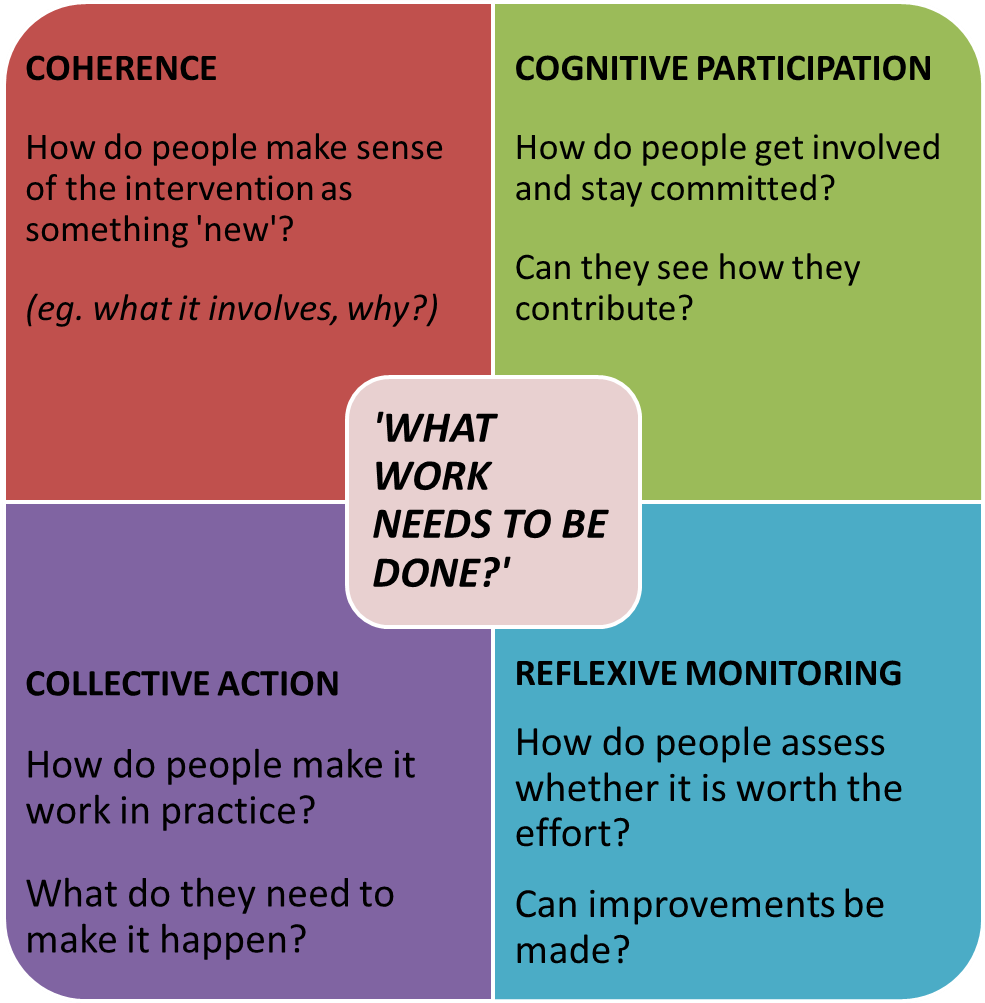 COHERENCE
How do people make sense
of the intervention as
something 'new'?
(eg. what it involves, why?)
COGNITIVE PARTICIPATION
How do people get involved
and stay committed?
Can they see how they
contribute?
'WHAT
WORK
NEEDS TO BE
DONE?'
COLLECTIVE ACTION
How do people make it
work in practice?
What do they need to
make it happen?
REFLEXIVE MONITORING
How do people assess
whether it is worth the
effort?
Can improvements be
made?